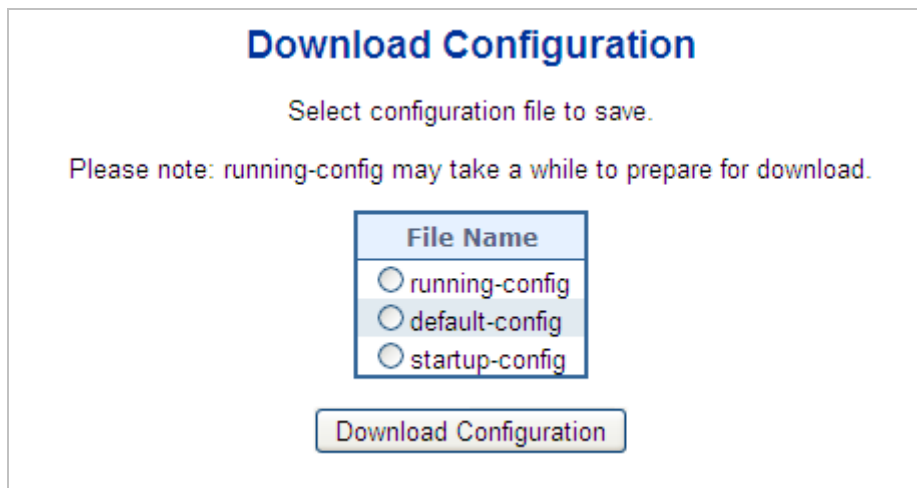 Download Configuration
Select configuration file to save.
Please note: running-config may take a while to prepare for download.
File Name
running-config
default-config
startup-config
Download Configuration